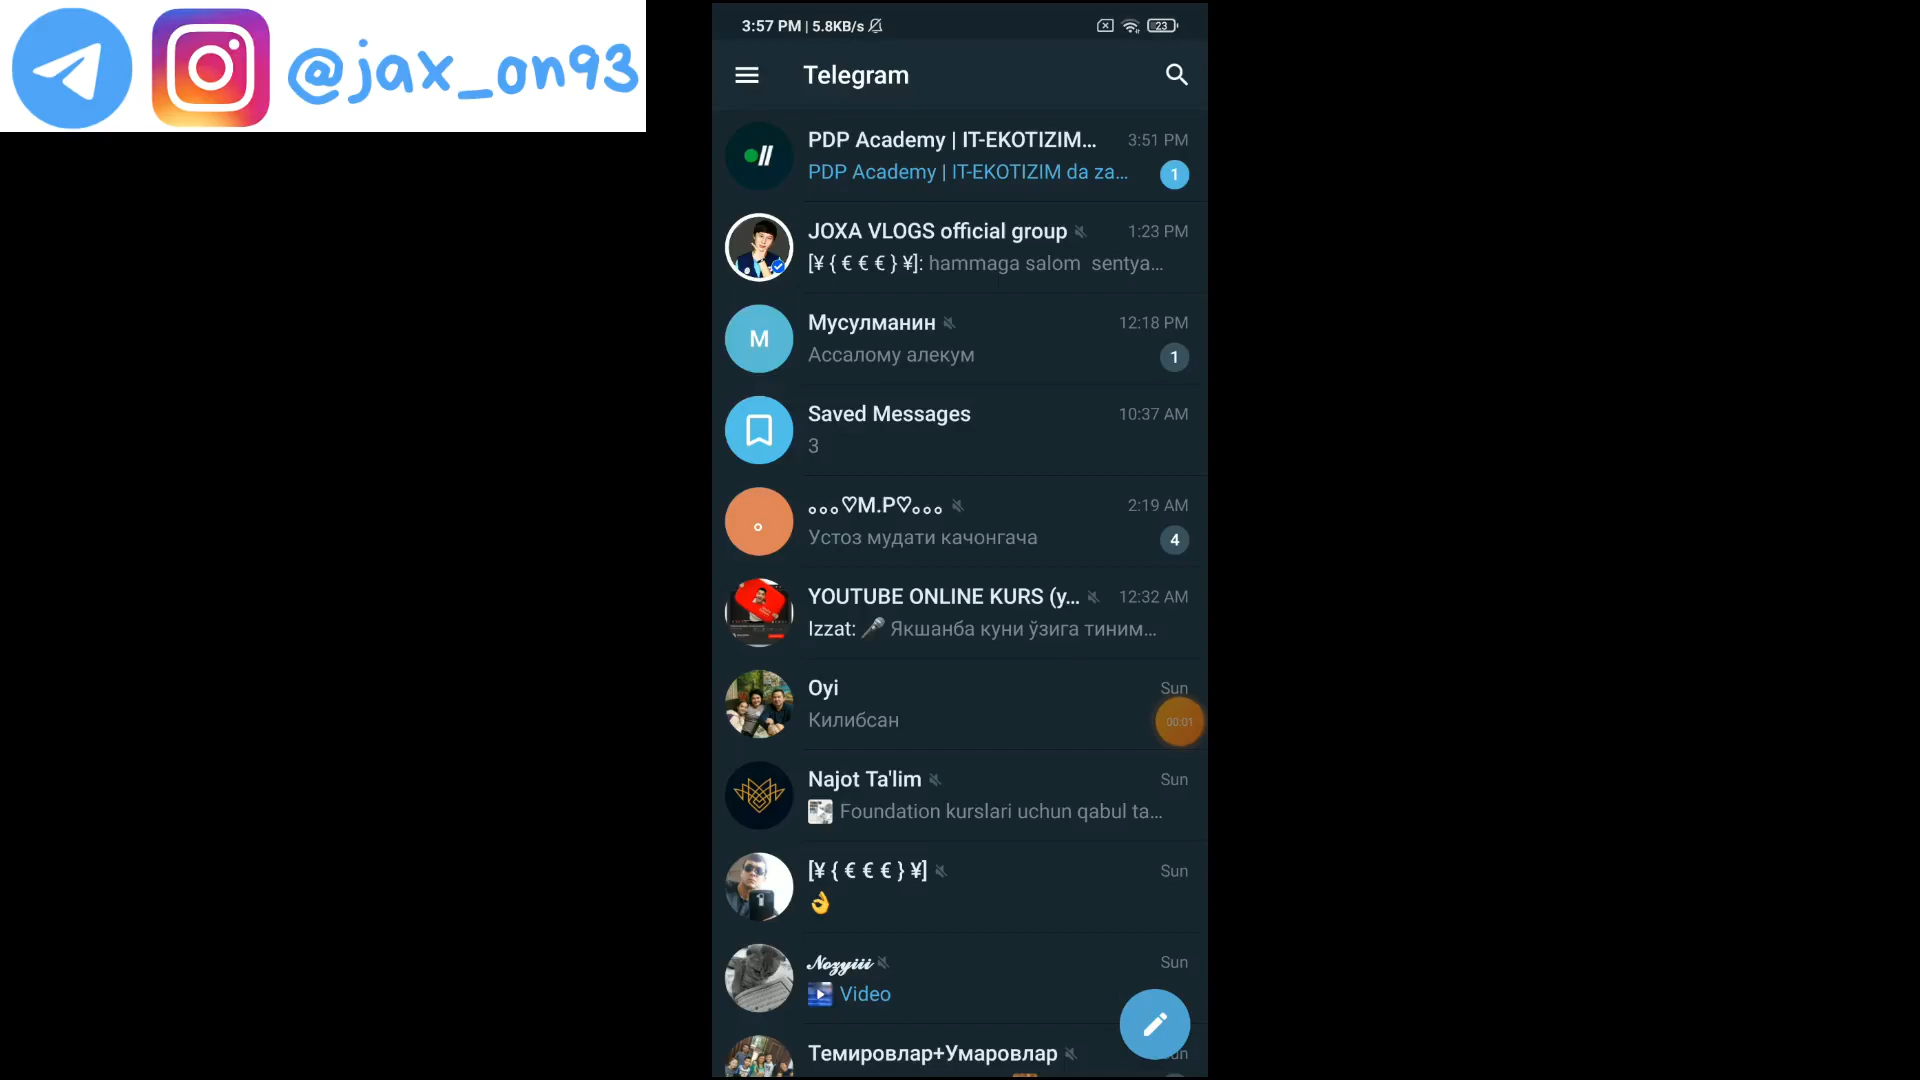 @jax_on93
3:57 PM | 5.8KB/s
23
Telegram
PDP Academy | IT-EKOTIZIM... 3:51 PM
PDP Academy | IT-EKOTIZIM da za... 1
JOXA VLOGS official group 1:23 PM
[¥ { € € € } ¥]: hammaga salom sentya...
M
Мусулманин 12:18 PM
Ассалому алекум 1
Saved Messages 10:37 AM
3
。。。♡M.P♡。。。 2:19 AM
Устоз мудати качонгача 4
YOUTUBE ONLINE KURS (y... 12:32 AM
Izzat: 🎤 Якшанба куни ўзига тиним...
Oyi Sun
Килибсан
00:01
Najot Ta'lim Sun
Foundation kurslari uchun qabul ta...
[¥ { € € € } ¥] Sun
👌
𝓝𝓸𝔃𝔂𝓲𝓲𝓲 Sun
Video
Темировлар+Умаровлар